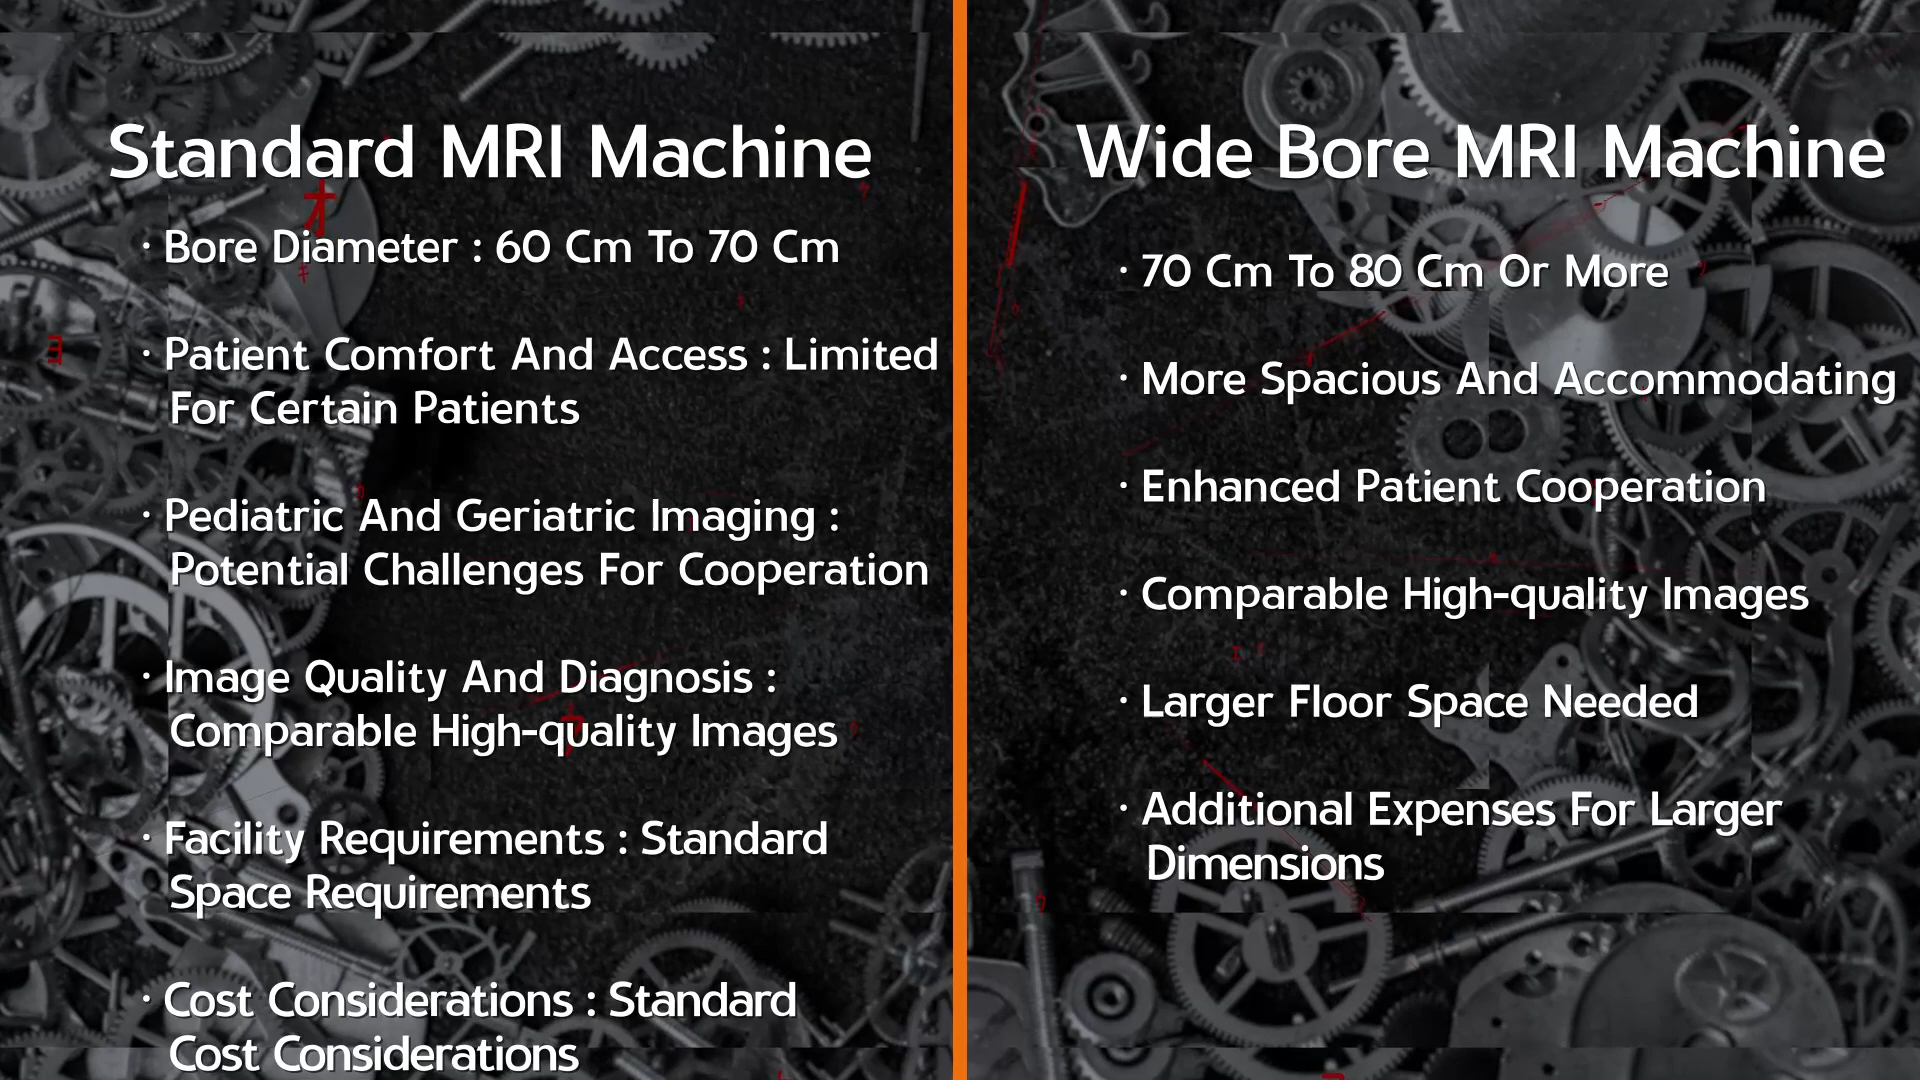 Standard MRI Machine
· Bore Diameter : 60 Cm To 70 Cm
· Patient Comfort And Access : Limited
For Certain Patients
· Pediatric And Geriatric Imaging :
Potential Challenges For Cooperation
· Image Quality And Diagnosis :
Comparable High-quality Images
· Facility Requirements : Standard
Space Requirements
· Cost Considerations : Standard
Cost Considerations
Wide Bore MRI Machine
· 70 Cm To 80 Cm Or More
· More Spacious And Accommodating
· Enhanced Patient Cooperation
· Comparable High-quality Images
· Larger Floor Space Needed
· Additional Expenses For Larger
Dimensions